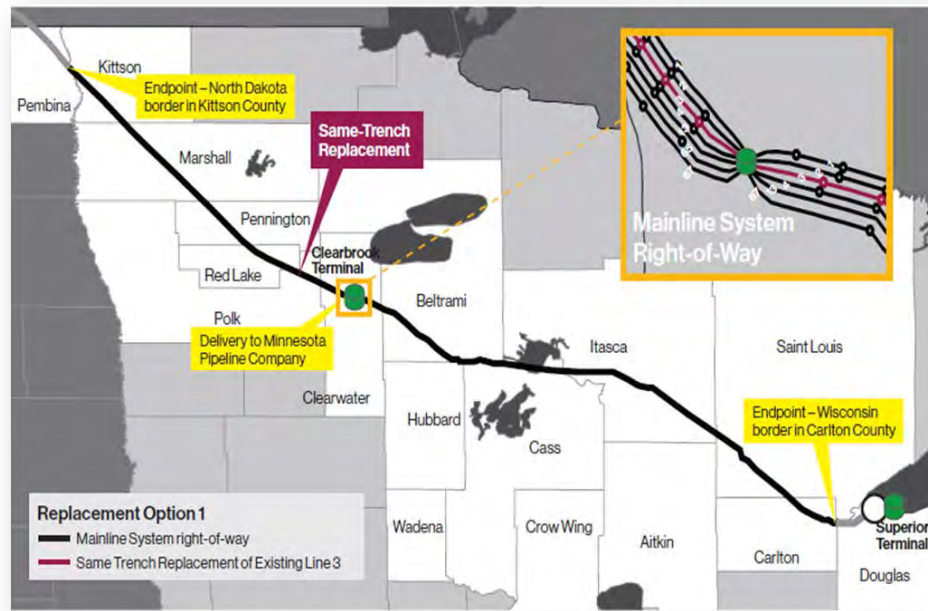 Kittson
Pembina
Endpoint – North Dakota
border in Kittson County
Same-Trench
Replacement
Marshall
Pennington
Clearbrook
Terminal
Red Lake
Beltrami
Polk
Delivery to Minnesota
Pipeline Company
Clearwater
Hubbard
Itasca
Saint Louis
Cass
Endpoint – Wisconsin
border in Carlton County
Wadena
Crow Wing
Aitkin
Carlton
Superior
Terminal
Douglas
Mainline System
Right-of-Way
Replacement Option 1
Mainline System right-of-way
Same Trench Replacement of Existing Line 3